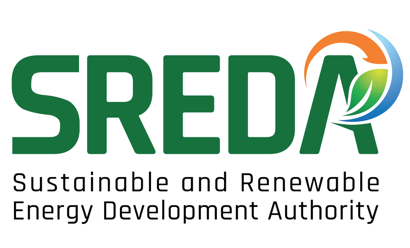 SREDA
Sustainable and Renewable
Energy Development Authority